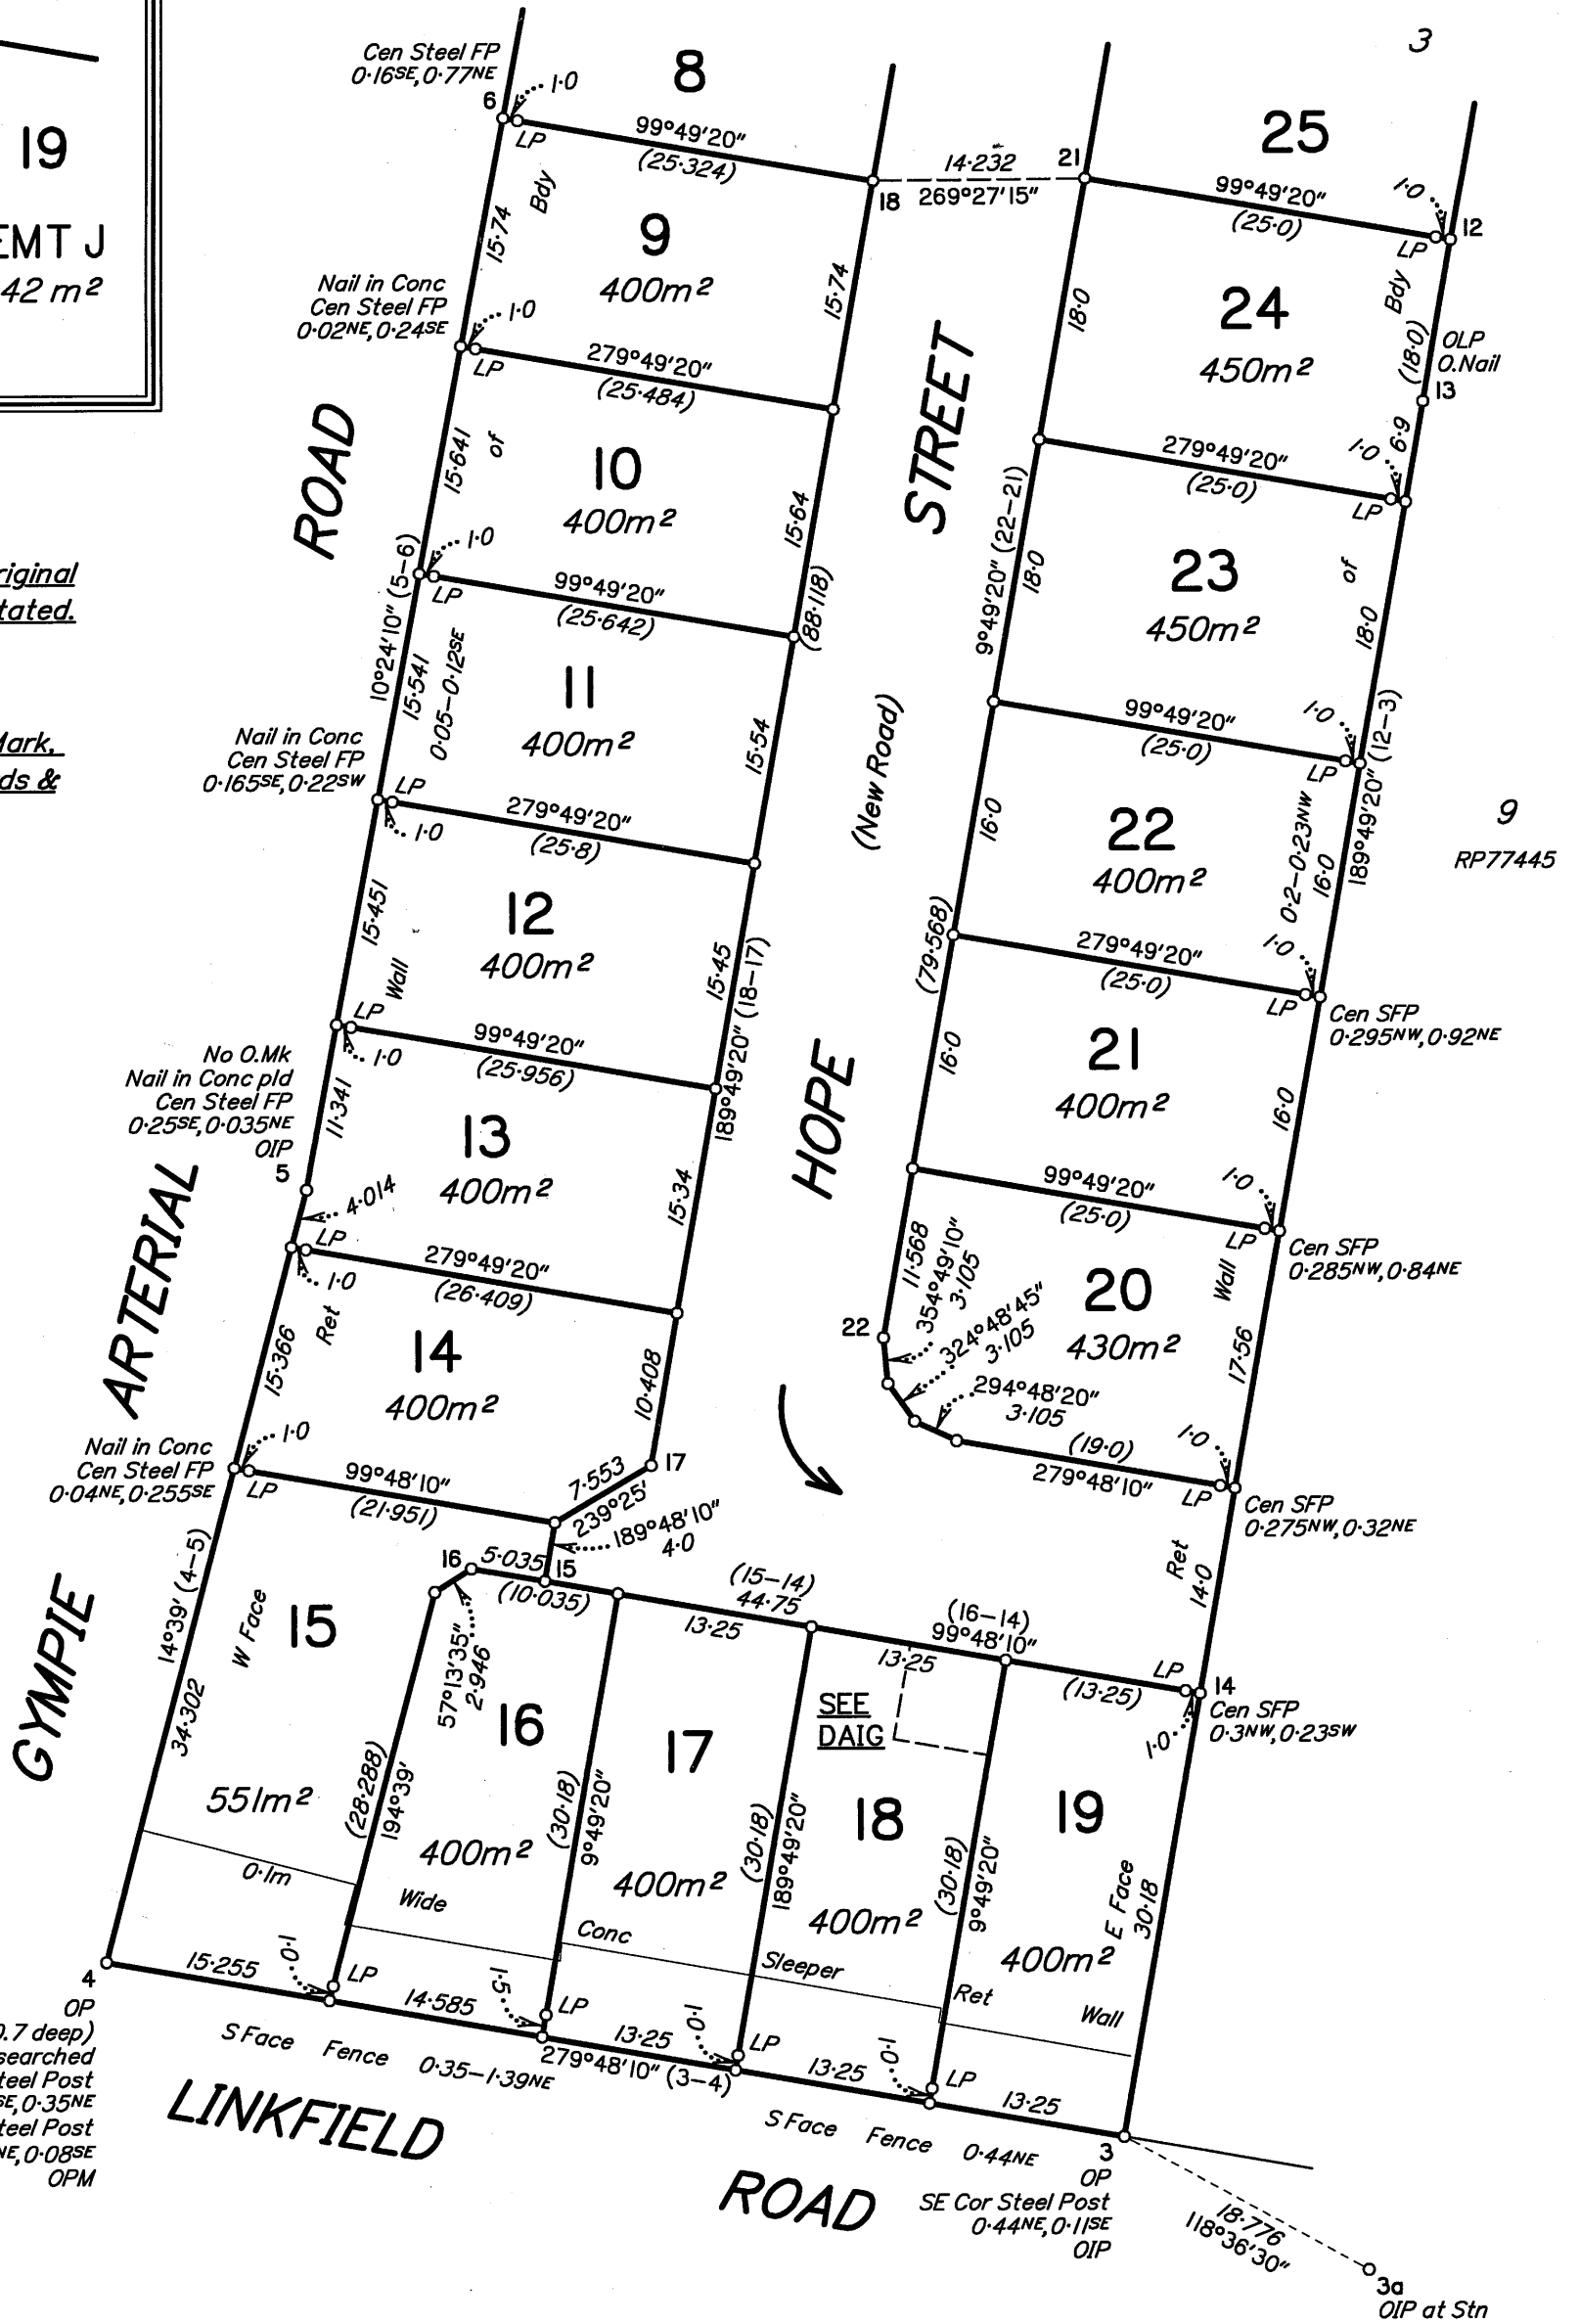 19
EMT J
42 m²
riginal
tated.
Mark,
ds &
Cen Steel FP
0·16SE,0·77NE
6
1·0
LP
8
99°49'20"
(25·324)
Bdy
15·74
9
400m²
15·74
18
14·232
269°27'15"
21
3
25
99°49'20"
(25·0)
1·0
LP
12
Nail in Conc
Cen Steel FP
0·02NE,0·24SE
1·0
LP
279°49'20"
(25·484)
18·0
24
450m²
Bdy
(18·0)
OLP
O.Nail
13
6·9
ROAD
15·641
of
10
400m²
15·64
STREET
279°49'20"
(25·0)
1·0
LP
10°24'10" (5–6)
1·0
LP
99°49'20"
(25·642)
(88·118)
9°49'20" (22–21)
18·0
23
450m²
of
18·0
15·541
0·05–0·12SE
11
400m²
15·54
(New Road)
99°49'20"
(25·0)
1·0
LP
189°49'20" (12–3)
Nail in Conc
Cen Steel FP
0·165SE,0·22SW
LP
1·0
279°49'20"
(25·8)
16·0
22
400m²
0·2–0·23NW
16·0
9
RP77445
15·451
Wall
12
400m²
15·45
189°49'20" (18–17)
(79·568)
279°49'20"
(25·0)
1·0
LP
Cen SFP
0·295NW,0·92NE
LP
1·0
99°49'20"
(25·956)
16·0
21
400m²
16·0
No O.Mk
Nail in Conc pld
Cen Steel FP
0·25SE,0·035NE
OIP
5
11·341
4·014
13
400m²
15·34
HOPE
99°49'20"
(25·0)
1·0
LP
Cen SFP
0·285NW,0·84NE
ARTERIAL
LP
1·0
279°49'20"
(26·409)
11·568
354°49'10"
3·105
324°48'45"
3·105
294°48'20"
3·105
22
20
430m²
Wall
17·56
15·366
Ret
14
400m²
10·408
(19·0)
279°48'10"
1·0
LP
Nail in Conc
Cen Steel FP
0·04NE,0·255SE
1·0
LP
99°48'10"
(21·951)
7·553
239°25'
17
189°48'10"
4·0
Cen SFP
0·275NW,0·32NE
Ret
14·0
GYMPIE
14°39' (4–5)
34·302
W Face
15
551m²
16
5·035
15
(10·035)
57°13'35"
2·946
(15–14)
44·75
13·25
(16–14)
99°48'10"
13·25
(13·25)
LP
14
1·0
Cen SFP
0·3NW,0·23SW
(28·288)
194°39'
16
400m²
(30·18)
9°49'20"
17
400m²
(30·18)
189°49'20"
SEE
DAIG
18
400m²
(30·18)
9°49'20"
19
400m²
E Face
30·18
0·1m
Wide
Conc
Sleeper
Ret
Wall
4
15·255
1·0
LP
14·585
1·5
LP
13·25
1·0
LP
13·25
1·0
LP
13·25
3
OP
0.7 deep)
searched
teel Post
SE,0·35NE
teel Post
NE,0·08SE
OPM
S Face Fence 0·35–1·39NE
279°48'10" (3–4)
S Face Fence 0·44NE
LINKFIELD
ROAD
OP
SE Cor Steel Post
0·44NE,0·11SE
OIP
18·776
118°36'30"
3a
OIP at Stn